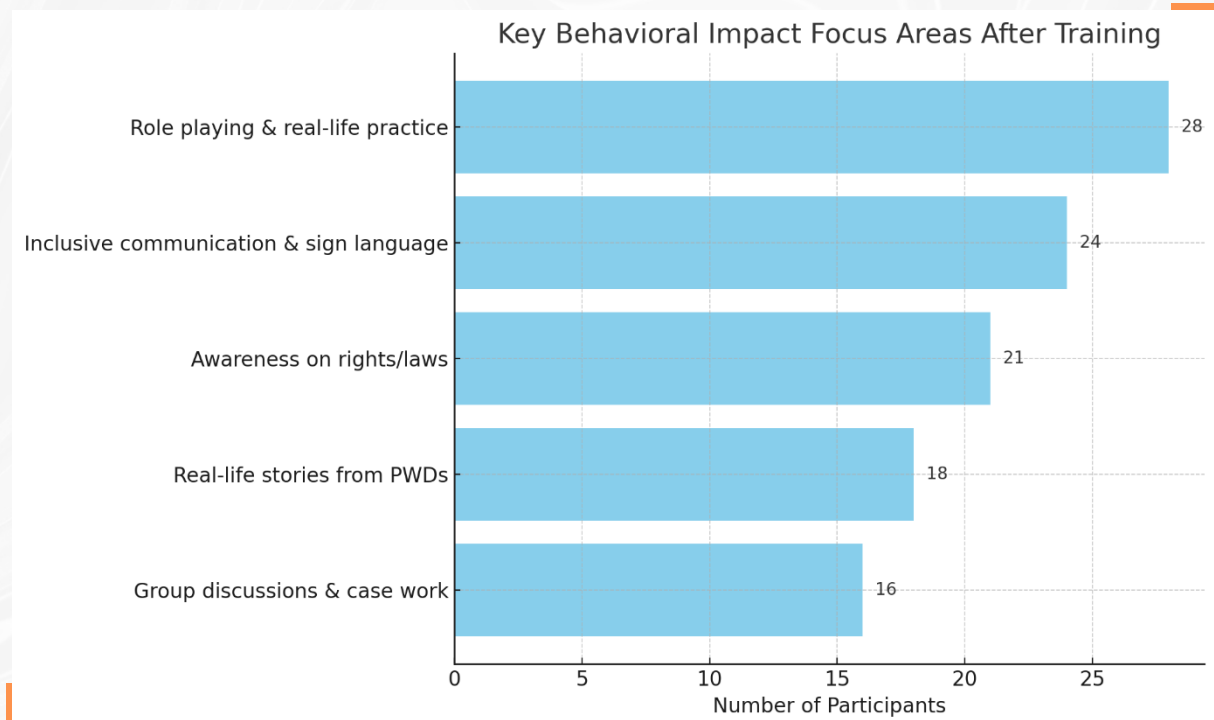 Key Behavioral Impact Focus Areas After Training
Role playing & real-life practice
28
Inclusive communication & sign language
24
Awareness on rights/laws
21
Real-life stories from PWDs
18
Group discussions & case work
16
0 5 10 15 20 25
Number of Participants